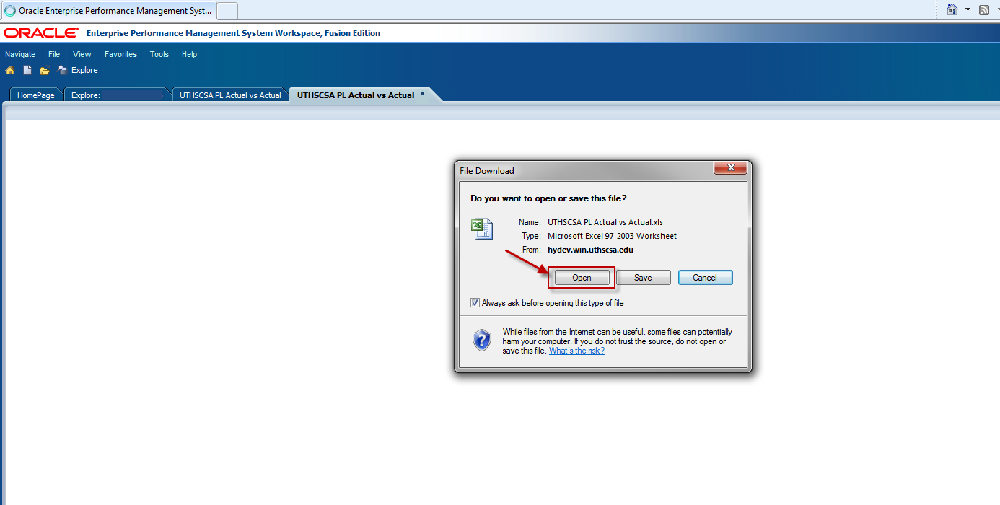 Oracle Enterprise Performance Management Syst...
ORACLE Enterprise Performance Management System Workspace, Fusion Edition
Navigate File View Favorites Tools Help
Explore
HomePage Explore: UTHSCSA PL Actual vs Actual UTHSCSA PL Actual vs Actual
File Download
Do you want to open or save this file?
Name: UTHSCSA PL Actual vs Actual.xls
Type: Microsoft Excel 97-2003 Worksheet
From: hydev.win.uthscsa.edu
Open Save Cancel
Always ask before opening this type of file
While files from the Internet can be useful, some files can potentially
harm your computer. If you do not trust the source, do not open or
save this file. What's the risk?